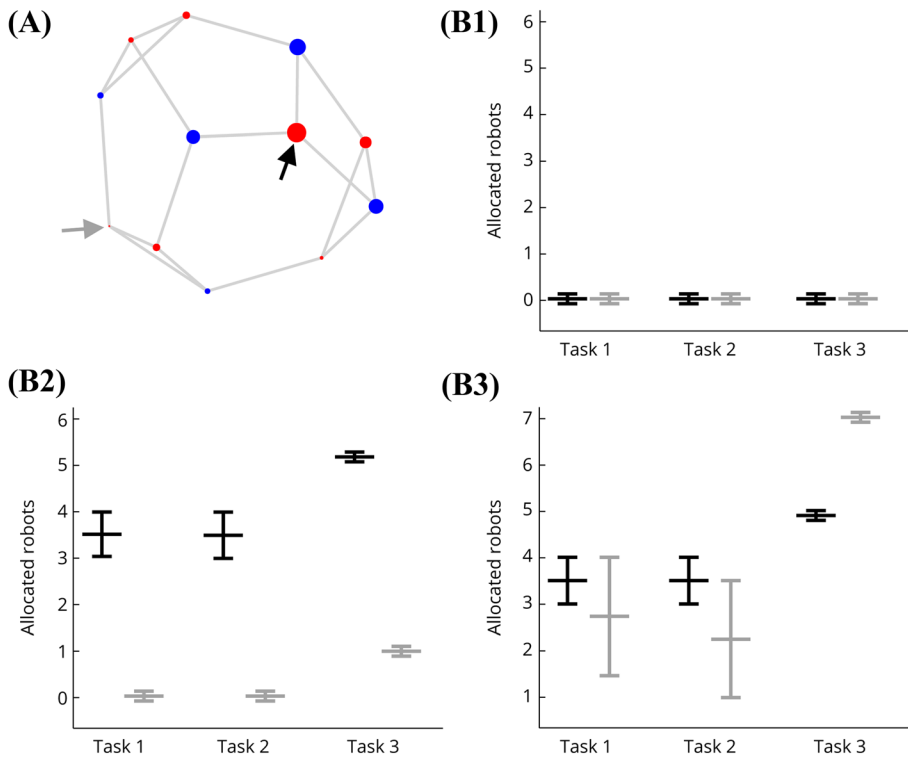 (A)
(B1)
Allocated robots
6
5
4
3
2
1
0
Task 1 Task 2 Task 3
(B2)
Allocated robots
6
5
4
3
2
1
0
Task 1 Task 2 Task 3
(B3)
Allocated robots
7
6
5
4
3
2
1
Task 1 Task 2 Task 3